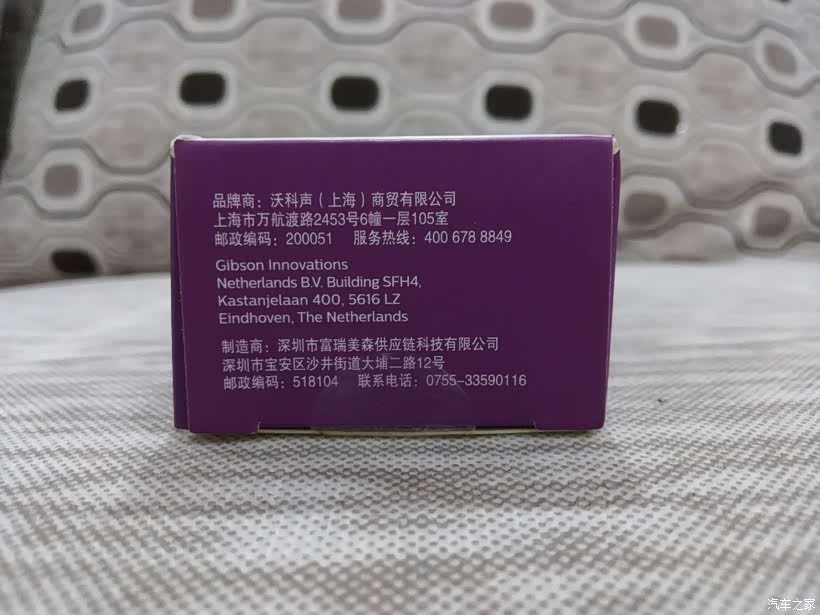 品牌商：沃科声（上海）商贸有限公司
上海市万航渡路2453号6幢一层105室
邮政编码：200051 服务热线：400 678 8849
Gibson Innovations
Netherlands B.V. Building SFH4,
Kastanjelaan 400, 5616 LZ
Eindhoven, The Netherlands
制造商：深圳市富瑞美森供应链科技有限公司
深圳市宝安区沙井街道大埔二路12号
邮政编码：518104 联系电话：0755-33590116
汽车之家